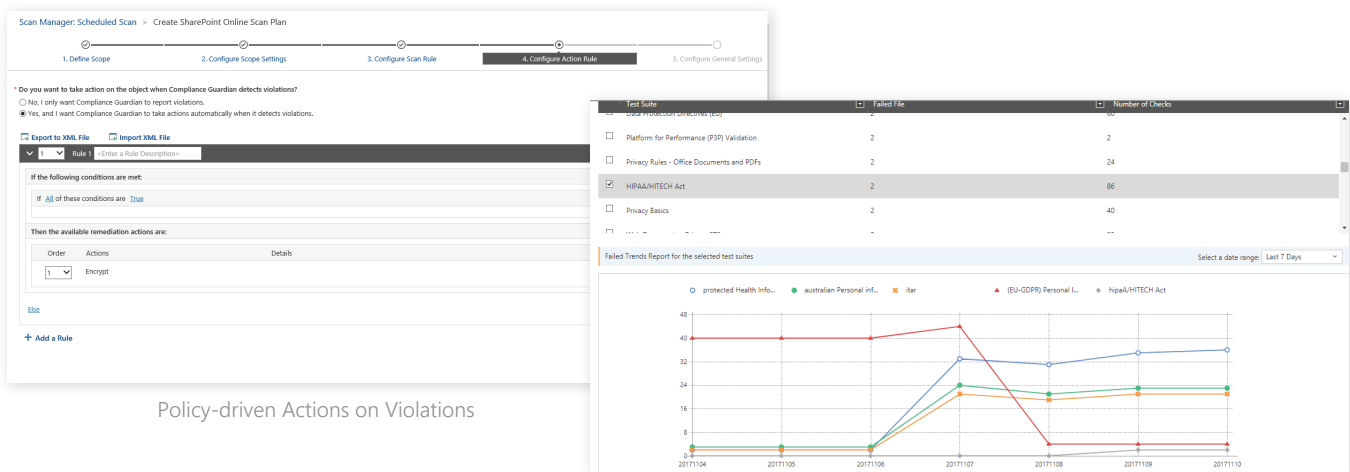 Scan Manager: Scheduled Scan > Create SharePoint Online Scan Plan
1. Define Scope
2. Configure Scope Settings
3. Configure Scan Rule
4. Configure Action Rule
5. Configure General Settings
* Do you want to take action on the object when Compliance Guardian detects violations?
No, I only want Compliance Guardian to report violations.
Yes, and I want Compliance Guardian to take actions automatically when it detects violations.
Export to XML File Import XML File
1 Rule 1 <Enter a Rule Description>
If the following conditions are met:
If All of these conditions are True
Then the available remediation actions are:
Order Actions Details
1 Encrypt
Else
+ Add a Rule
Policy-driven Actions on Violations
Test Suite Failed File Number of Checks
Data Protection Directives (EU) 2 60
Platform for Performance (P3P) Validation 2 2
Privacy Rules - Office Documents and PDFs 2 24
HIPAA/HITECH Act 2 86
Privacy Basics 2 40
Failed Trends Report for the selected test suites Select a date range: Last 7 Days
protected Health Info... australian Personal inf... itar (EU-GDPR) Personal I... hipaA/HITECH Act
48
40
32
24
16
8
0
20171104 20171105 20171106 20171107 20171108 20171109 20171110